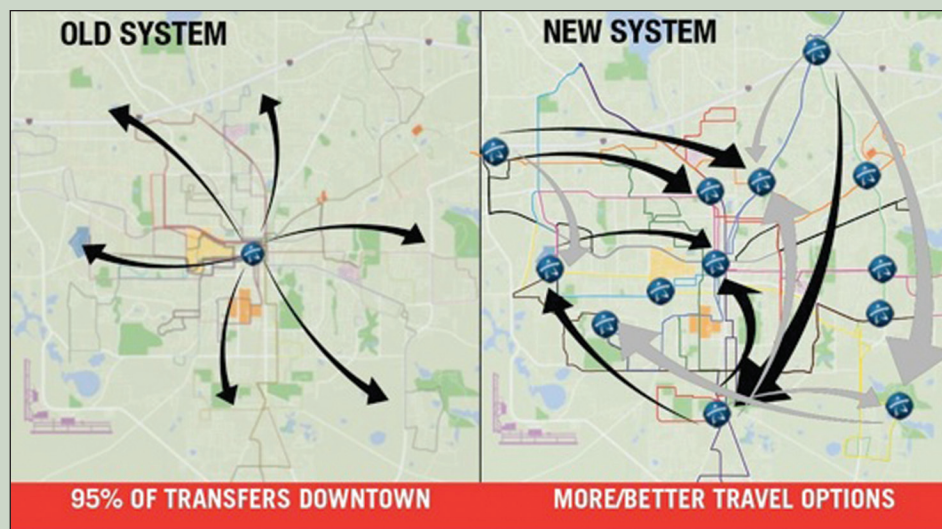 OLD SYSTEM
NEW SYSTEM
95% OF TRANSFERS DOWNTOWN
MORE/BETTER TRAVEL OPTIONS